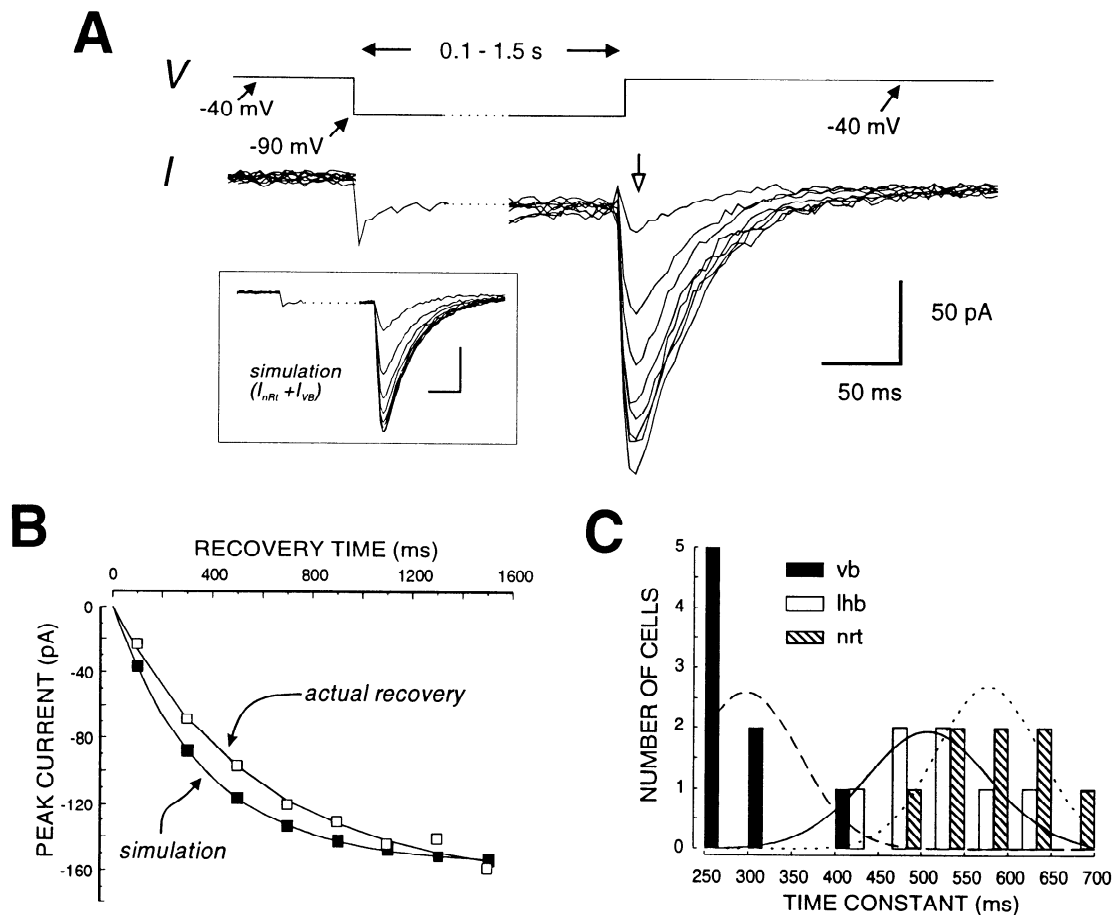 A
0.1 - 1.5 s
V
-40 mV
-40 mV
-90 mV
I
50 pA
50 ms
simulation
(InRt +IVB)
B
RECOVERY TIME (ms)
0 400 800 1200 1600
PEAK CURRENT (pA)
0
-40
-80
-120
-160
actual recovery
simulation
C
NUMBER OF CELLS
5
4
3
2
1
0
vb
lhb
nrt
250 300 350 400 450 500 550 600 650 700
TIME CONSTANT (ms)